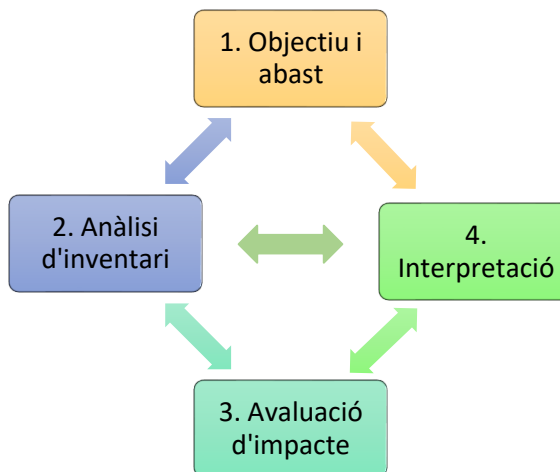 1. Objectiu i
abast
2. Anàlisi
d'inventari
4.
Interpretació
3. Avaluació
d'impacte